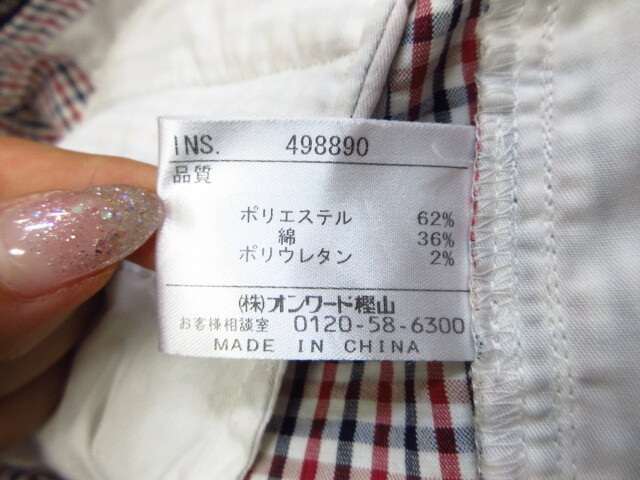 INS. 498890
品質
ポリエステル 62%
綿 36%
ポリウレタン 2%
(株)オンワード樫山
お客様相談室 0120-58-6300
MADE IN CHINA